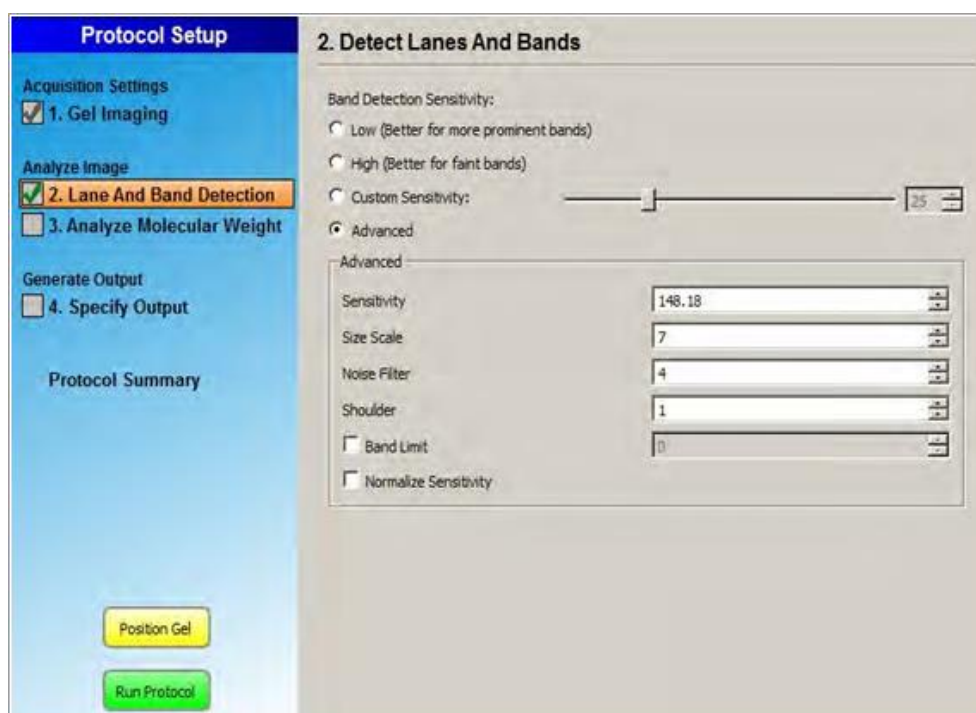 Protocol Setup
Acquisition Settings
1. Gel Imaging
Analyze Image
2. Lane And Band Detection
3. Analyze Molecular Weight
Generate Output
4. Specify Output
Protocol Summary
Position Gel
Run Protocol
2. Detect Lanes And Bands
Band Detection Sensitivity:
Low (Better for more prominent bands)
High (Better for faint bands)
Custom Sensitivity: 25
Advanced
Advanced
Sensitivity 148.18
Size Scale 7
Noise Filter 4
Shoulder 1
Band Limit 0
Normalize Sensitivity